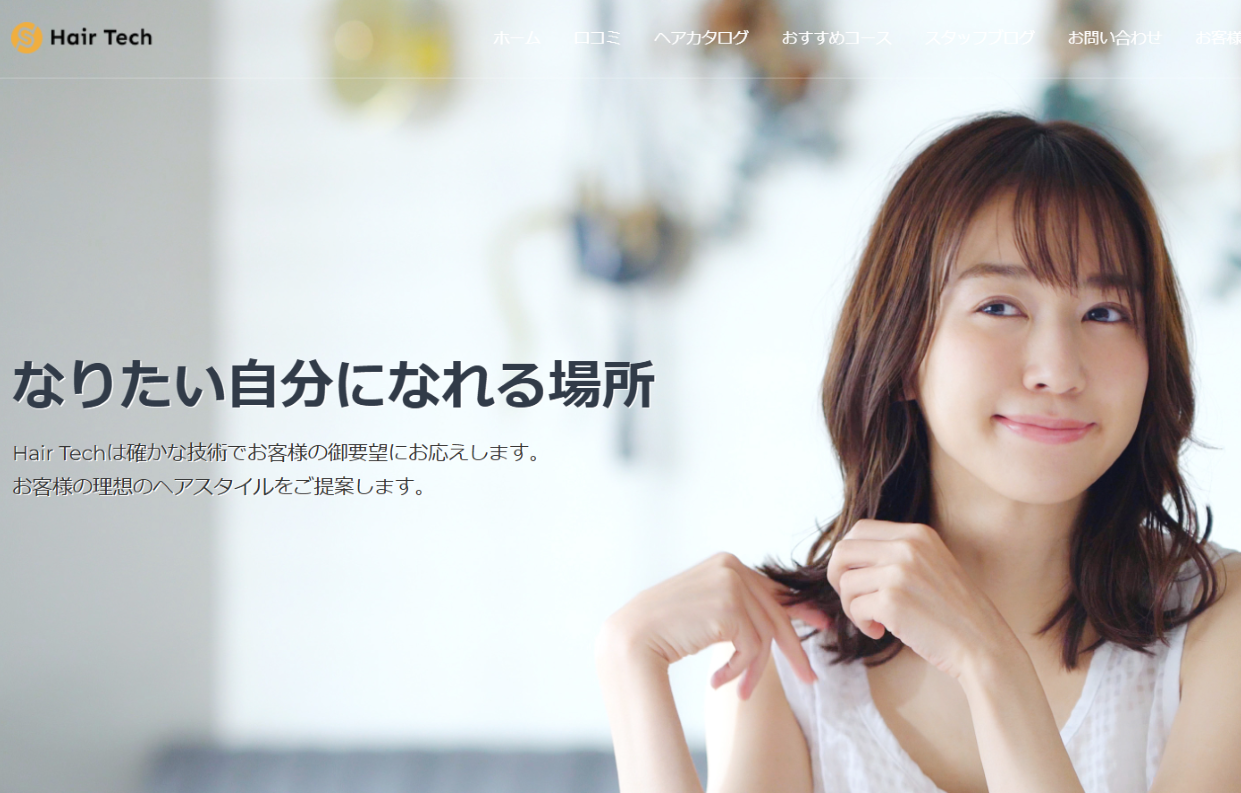 Hair Tech
ホーム 口コミ ヘアカタログ おすすめコース スタッフブログ お問い合わせ お客様
なりたい自分になれる場所
Hair Techは確かな技術でお客様の御要望にお応えします。
お客様の理想のヘアスタイルをご提案します。